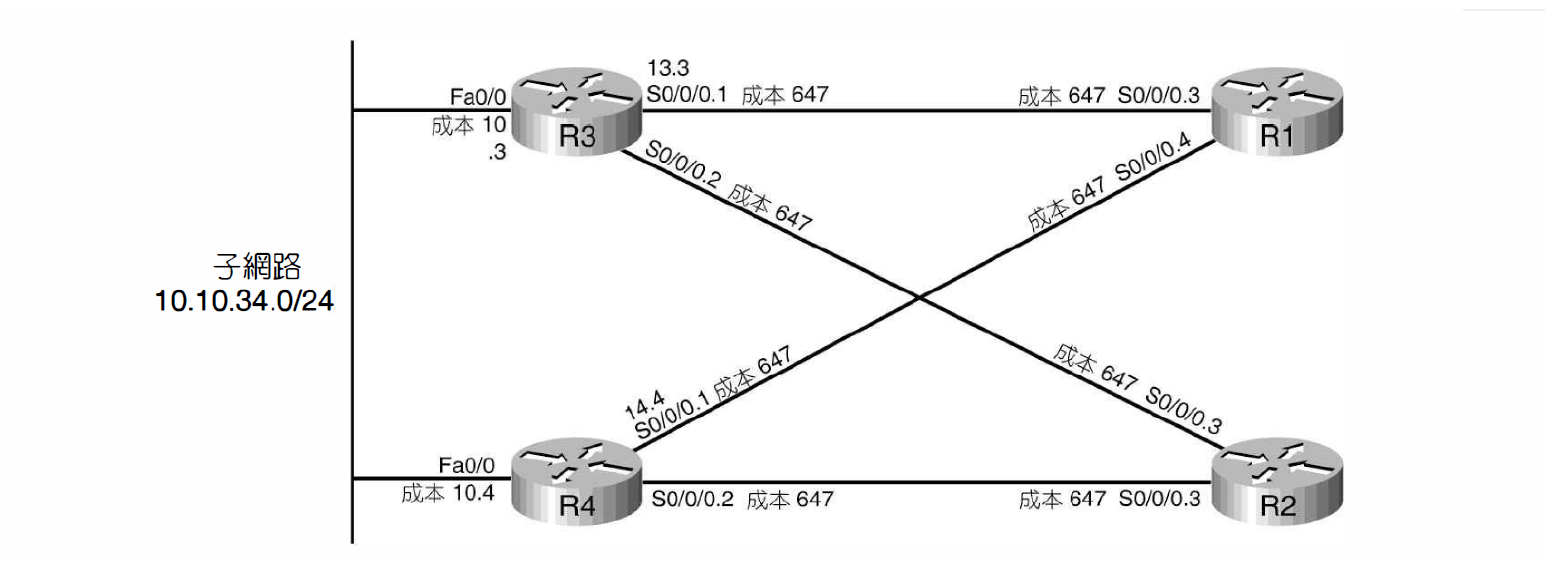 13.3
Fa0/0
S0/0/0.1 成本 647
成本 647 S0/0/0.3
成本 10
.3
R3
R1
S0/0/0.2 成本 647
成本 647 S0/0/0.4
子網路
10.10.34.0/24
14.4
S0/0/0.1 成本 647
成本 647 S0/0/0.3
Fa0/0
成本 10.4
R4
S0/0/0.2 成本 647
成本 647 S0/0/0.3
R2